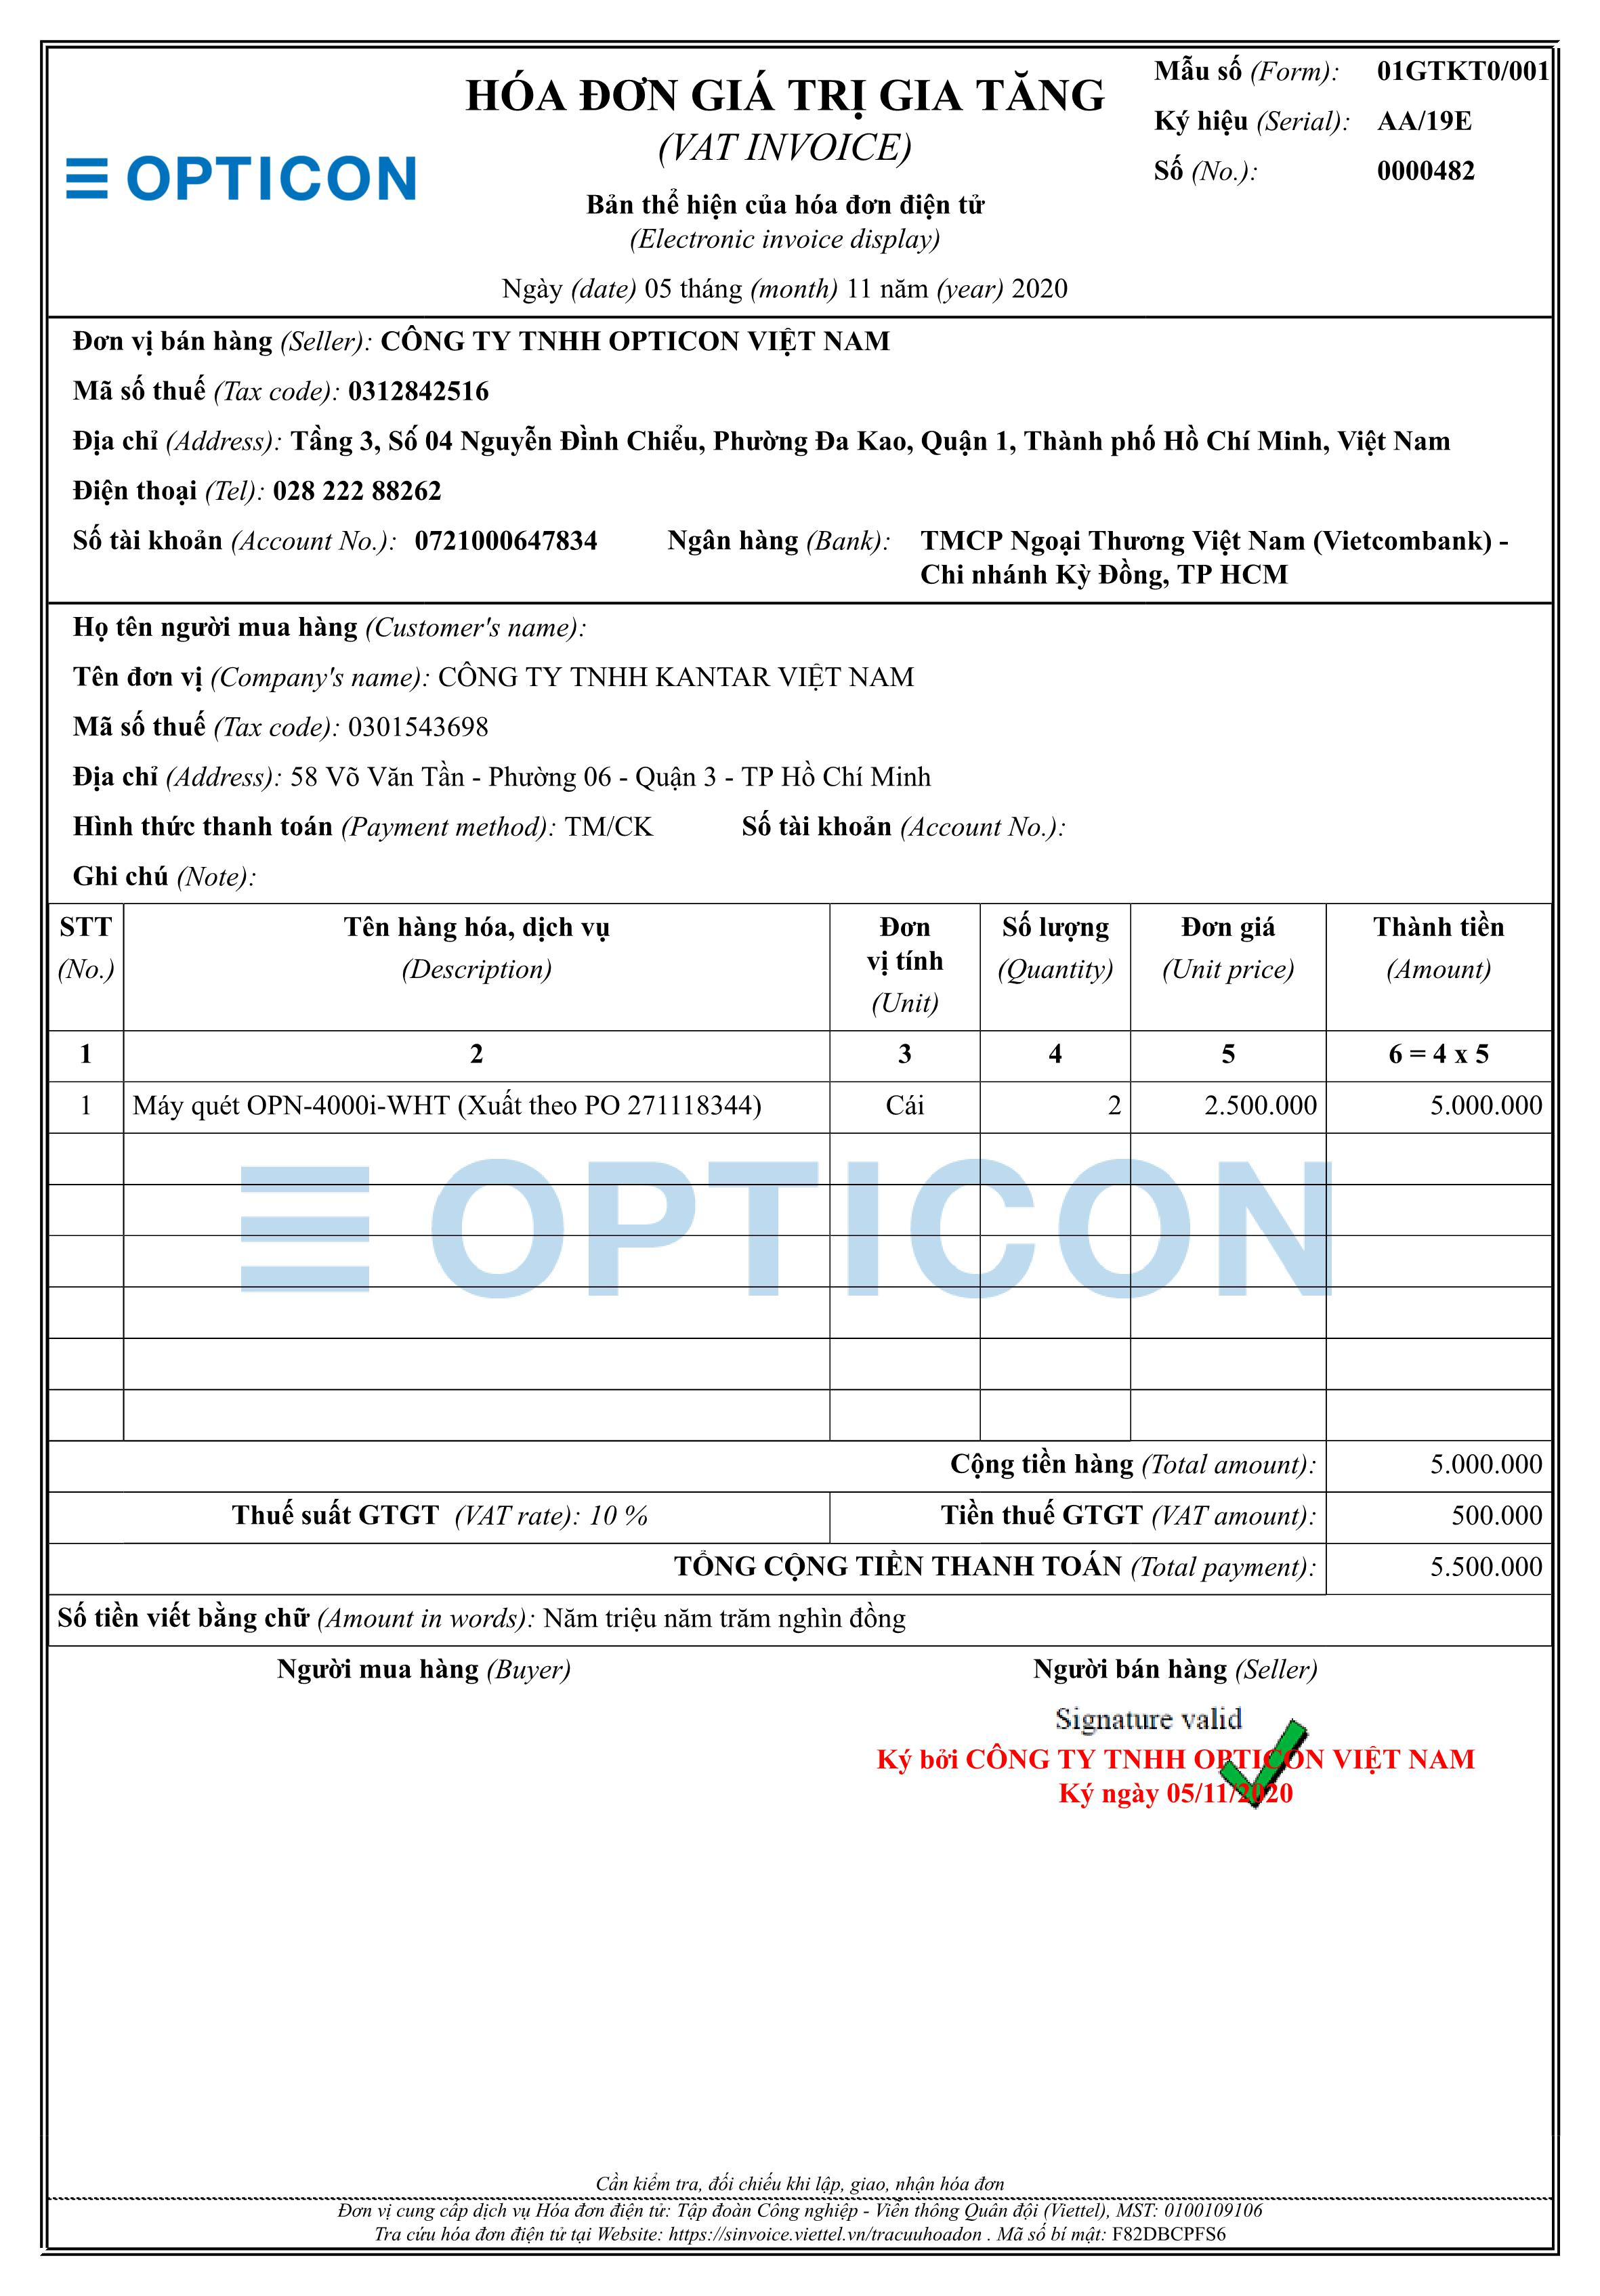 HÓA ĐƠN GIÁ TRỊ GIA TĂNG
(VAT INVOICE)
Bản thể hiện của hóa đơn điện tử
(Electronic invoice display)
Ngày (date) 05 tháng (month) 11 năm (year) 2020
OPTICON
Mẫu số (Form): 01GTKT0/001
Ký hiệu (Serial): AA/19E
Số (No.): 0000482
Đơn vị bán hàng (Seller): CÔNG TY TNHH OPTICON VIỆT NAM
Mã số thuế (Tax code): 0312842516
Địa chỉ (Address): Tầng 3, Số 04 Nguyễn Đình Chiểu, Phường Đa Kao, Quận 1, Thành phố Hồ Chí Minh, Việt Nam
Điện thoại (Tel): 028 222 88262
Số tài khoản (Account No.): 0721000647834 Ngân hàng (Bank): TMCP Ngoại Thương Việt Nam (Vietcombank) -
Chi nhánh Kỳ Đồng, TP HCM
Họ tên người mua hàng (Customer's name):
Tên đơn vị (Company's name): CÔNG TY TNHH KANTAR VIỆT NAM
Mã số thuế (Tax code): 0301543698
Địa chỉ (Address): 58 Võ Văn Tần - Phường 06 - Quận 3 - TP Hồ Chí Minh
Hình thức thanh toán (Payment method): TM/CK Số tài khoản (Account No.):
Ghi chú (Note):
STT Tên hàng hóa, dịch vụ Đơn Số lượng Đơn giá Thành tiền
vị tính
(No.) (Description) (Unit) (Quantity) (Unit price) (Amount)
1 2 3 4 5 6 = 4 x 5
1 Máy quét OPN-4000i-WHT (Xuất theo PO 271118344) Cái 2 2.500.000 5.000.000
OPTICON
Cộng tiền hàng (Total amount): 5.000.000
Thuế suất GTGT (VAT rate): 10 % Tiền thuế GTGT (VAT amount): 500.000
TỔNG CỘNG TIỀN THANH TOÁN (Total payment): 5.500.000
Số tiền viết bằng chữ (Amount in words): Năm triệu năm trăm nghìn đồng
Người mua hàng (Buyer) Người bán hàng (Seller)
Signature valid
Ký bởi CÔNG TY TNHH OPTICON VIỆT NAM
Ký ngày 05/11/2020
Cần kiểm tra, đối chiếu khi lập, giao, nhận hóa đơn
Đơn vị cung cấp dịch vụ Hóa đơn điện tử: Tập đoàn Công nghiệp - Viễn thông Quân đội (Viettel), MST: 0100109106
Tra cứu hóa đơn điện tử tại Website: https://sinvoice.viettel.vn/tracuuhoadon . Mã số bí mật: F82DBCPFS6